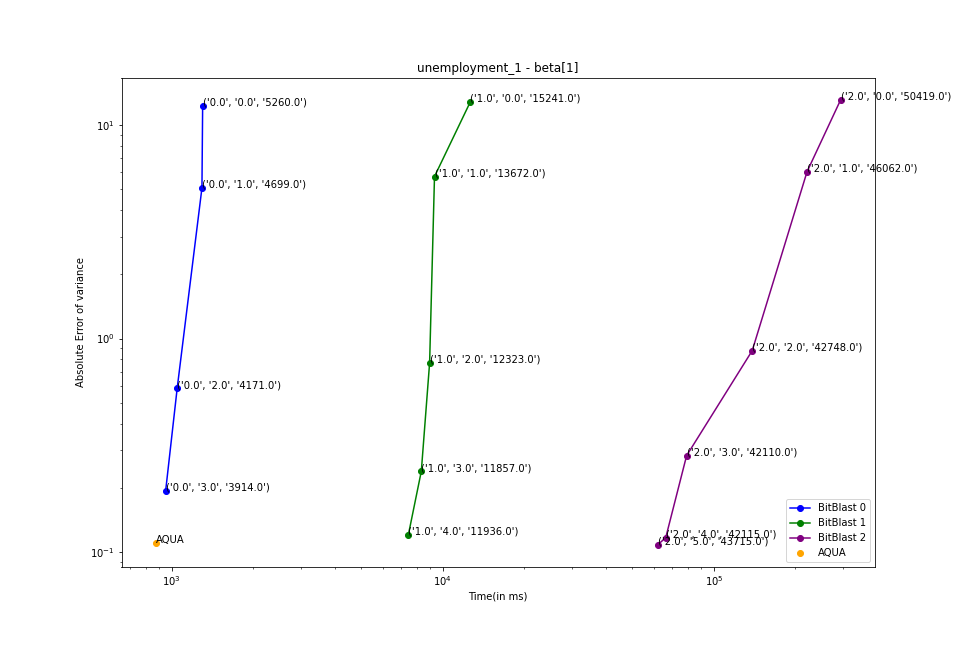 unemployment_1 - beta[1]
Absolute Error of variance
10¹
10⁰
10⁻¹
('0.0', '0.0', '5260.0')
('0.0', '1.0', '4699.0')
('0.0', '2.0', '4171.0')
('0.0', '3.0', '3914.0')
('1.0', '0.0', '15241.0')
('1.0', '1.0', '13672.0')
('1.0', '2.0', '12323.0')
('1.0', '3.0', '11857.0')
('1.0', '4.0', '11936.0')
('2.0', '0.0', '50419.0')
('2.0', '1.0', '46062.0')
('2.0', '2.0', '42748.0')
('2.0', '3.0', '42110.0')
('2.0', '4.0', '42115.0')
('2.0', '5.0', '43715.0')
AQUA
BitBlast 0
BitBlast 1
BitBlast 2
AQUA
10³
10⁴
10⁵
Time(in ms)